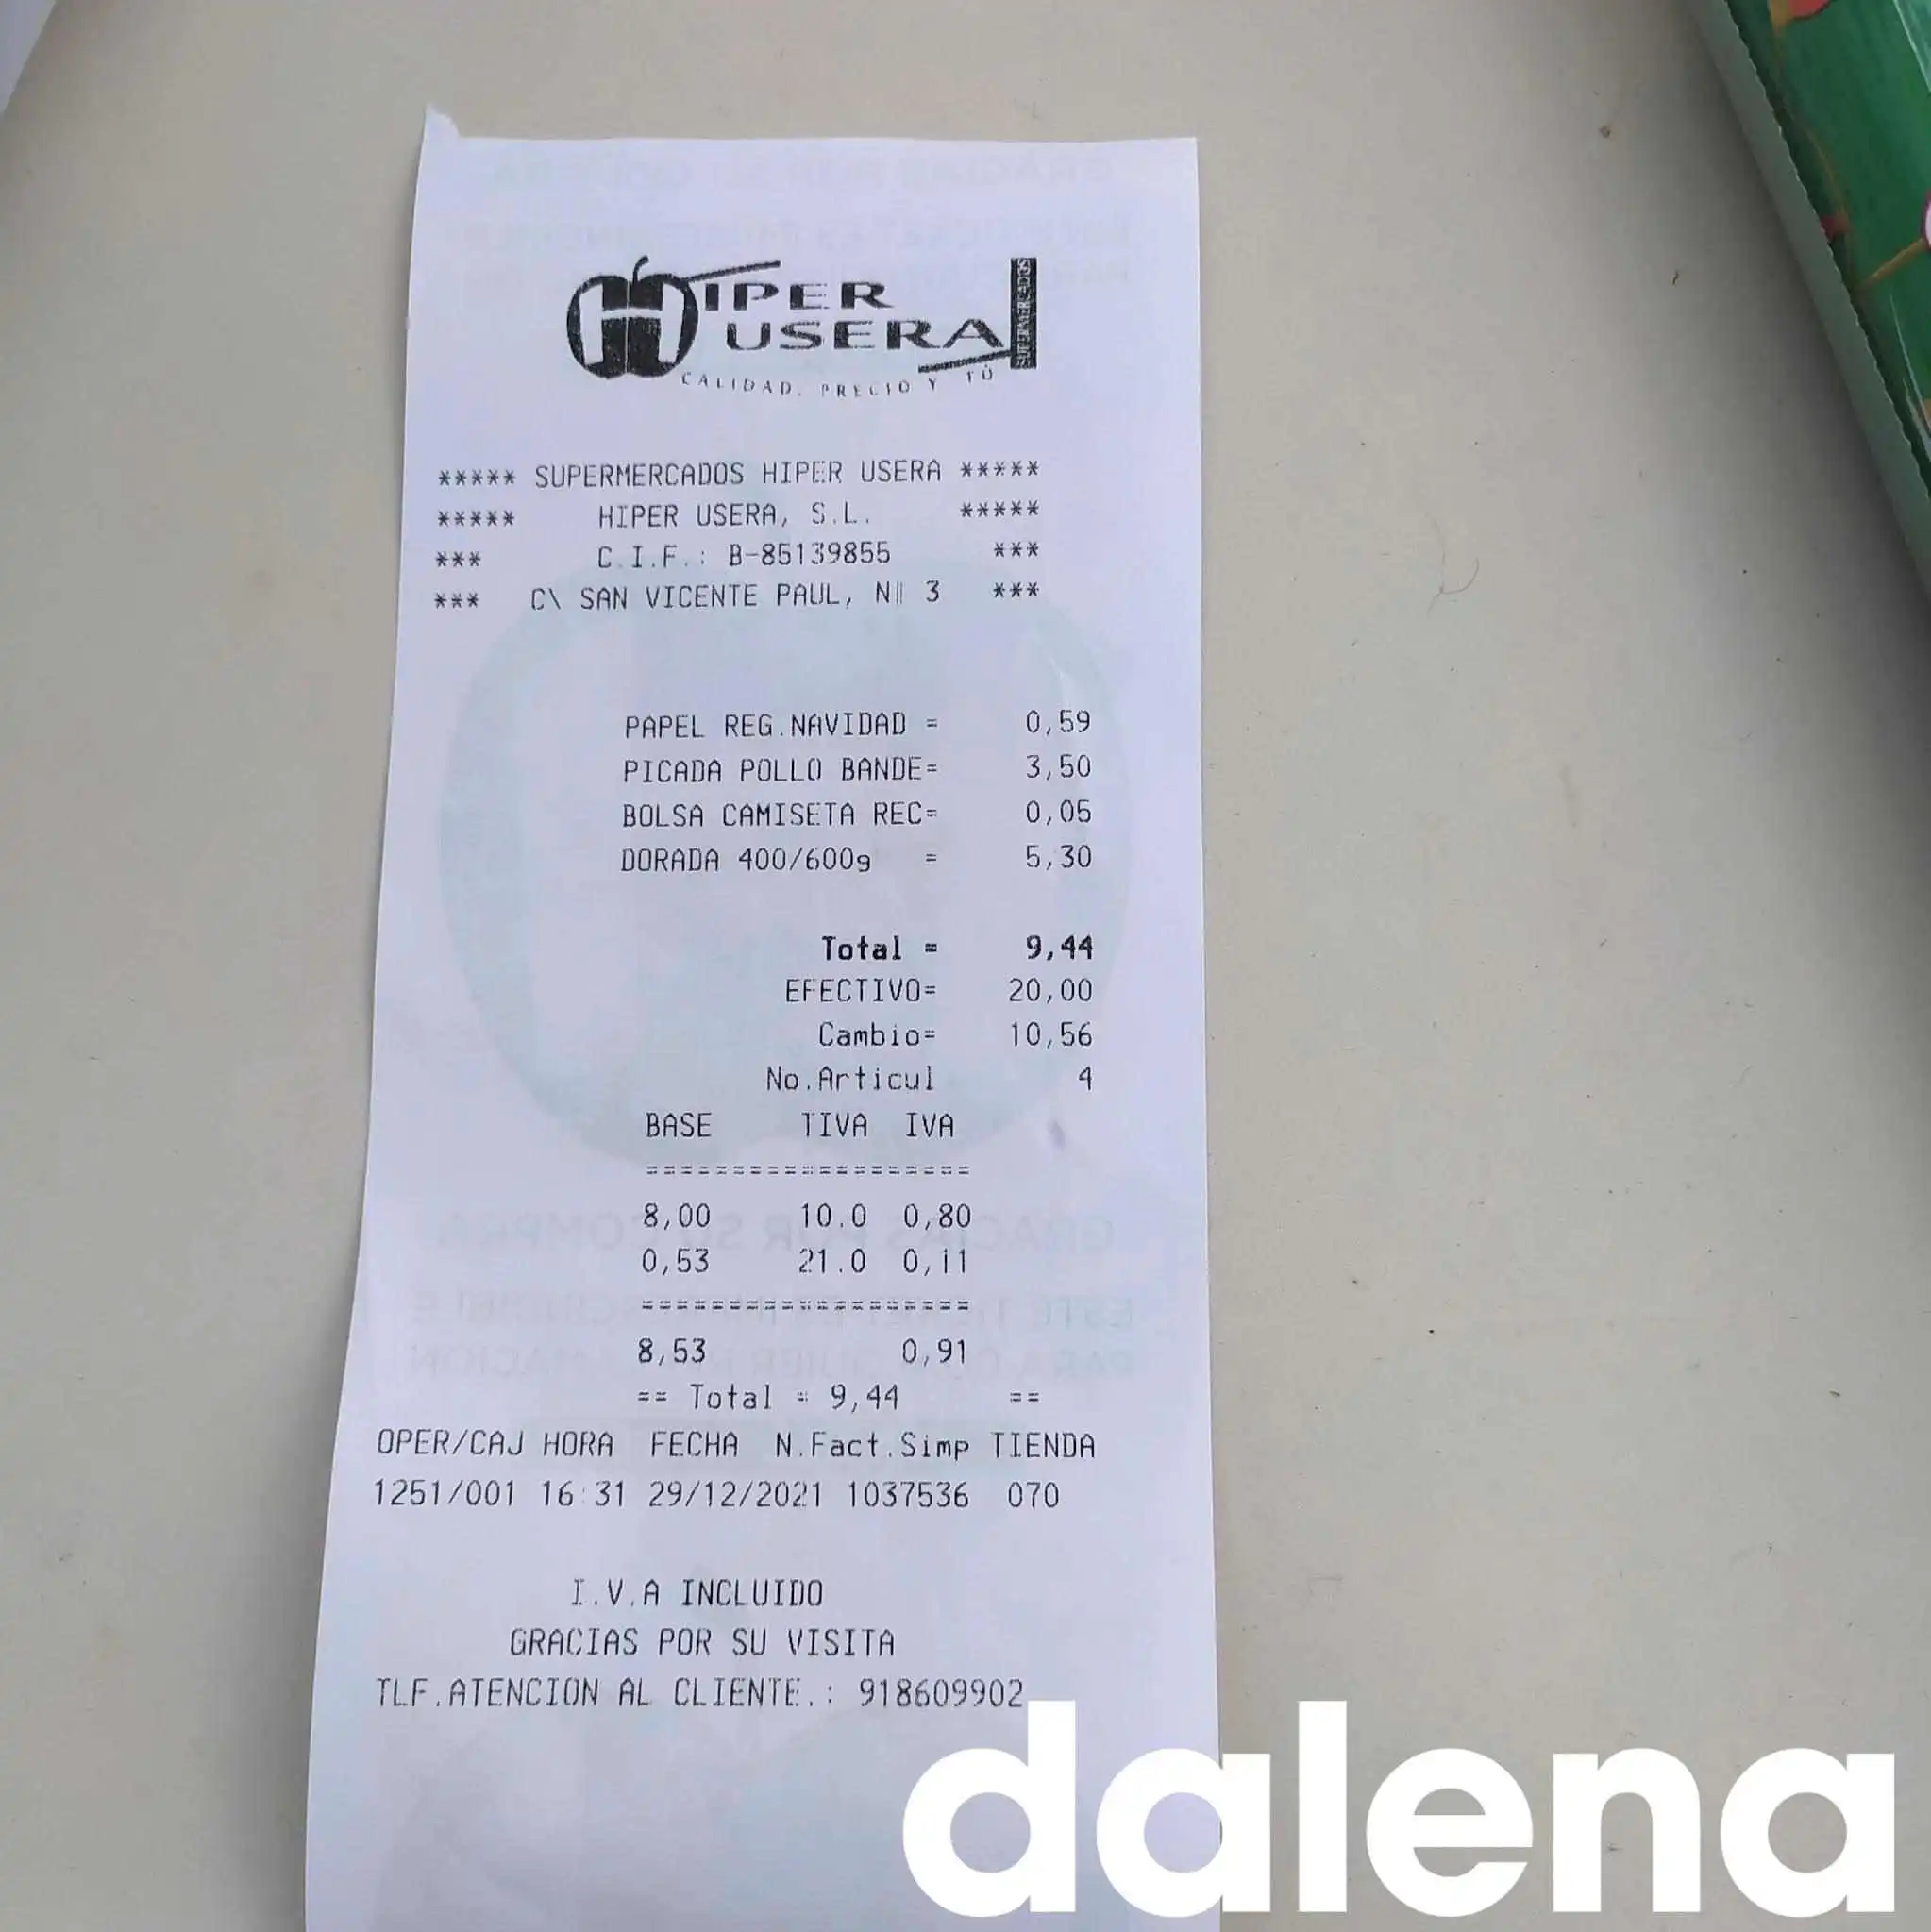 HIPER
USERA
SUPERMERCADOS
CALIDAD, PRECIO Y TÚ
***** SUPERMERCADOS HIPER USERA *****
***** HIPER USERA, S.L. *****
*** C.I.F.: B-85139855 ***
*** C\ SAN VICENTE PAUL, N 3 ***
PAPEL REG.NAVIDAD = 0,59
PICADA POLLO BANDE= 3,50
BOLSA CAMISETA REC= 0,05
DORADA 400/600g = 5,30
Total = 9,44
EFECTIVO= 20,00
Cambio= 10,56
No.Articul 4
BASE TIVA IVA
===================
8,00 10.0 0,80
0,53 21.0 0,11
===================
8,53 0,91
== Total = 9,44 ==
OPER/CAJ HORA FECHA N.Fact.Simp TIENDA
1251/001 16:31 29/12/2021 1037536 070
I.V.A INCLUIDO
GRACIAS POR SU VISITA
TLF.ATENCION AL CLIENTE.: 918609902
dalena